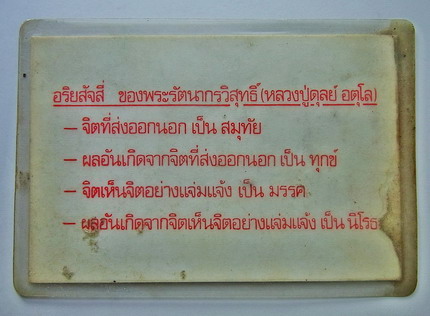 อริยสัจสี่ ของพระรัตนากรวิสุทธิ์ (หลวงปู่ดุลย์ อตุโล)
— จิตที่ส่งออกนอก เป็น สมุทัย
— ผลอันเกิดจากจิตที่ส่งออกนอก เป็น ทุกข์
— จิตเห็นจิตอย่างแจ่มแจ้ง เป็น มรรค
— ผลอันเกิดจากจิตเห็นจิตอย่างแจ่มแจ้ง เป็น นิโรธ